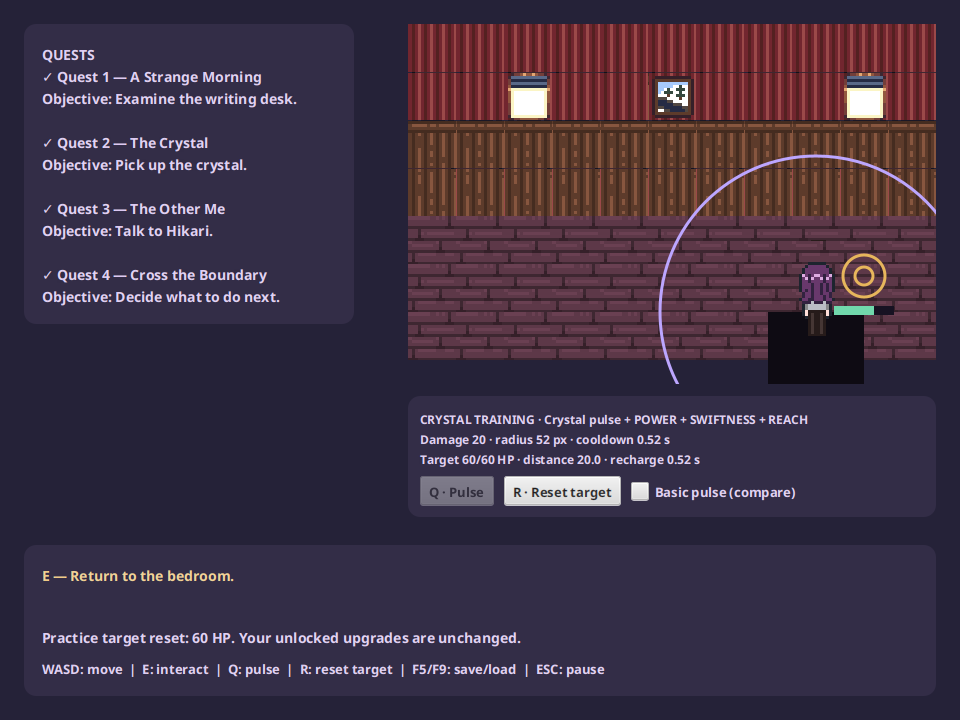 QUESTS
✓ Quest 1 — A Strange Morning
Objective: Examine the writing desk.
✓ Quest 2 — The Crystal
Objective: Pick up the crystal.
✓ Quest 3 — The Other Me
Objective: Talk to Hikari.
✓ Quest 4 — Cross the Boundary
Objective: Decide what to do next.
CRYSTAL TRAINING · Crystal pulse + POWER + SWIFTNESS + REACH
Damage 20 · radius 52 px · cooldown 0.52 s
Target 60/60 HP · distance 20.0 · recharge 0.52 s
Q · Pulse
R · Reset target
Basic pulse (compare)
E — Return to the bedroom.
Practice target reset: 60 HP. Your unlocked upgrades are unchanged.
WASD: move | E: interact | Q: pulse | R: reset target | F5/F9: save/load | ESC: pause